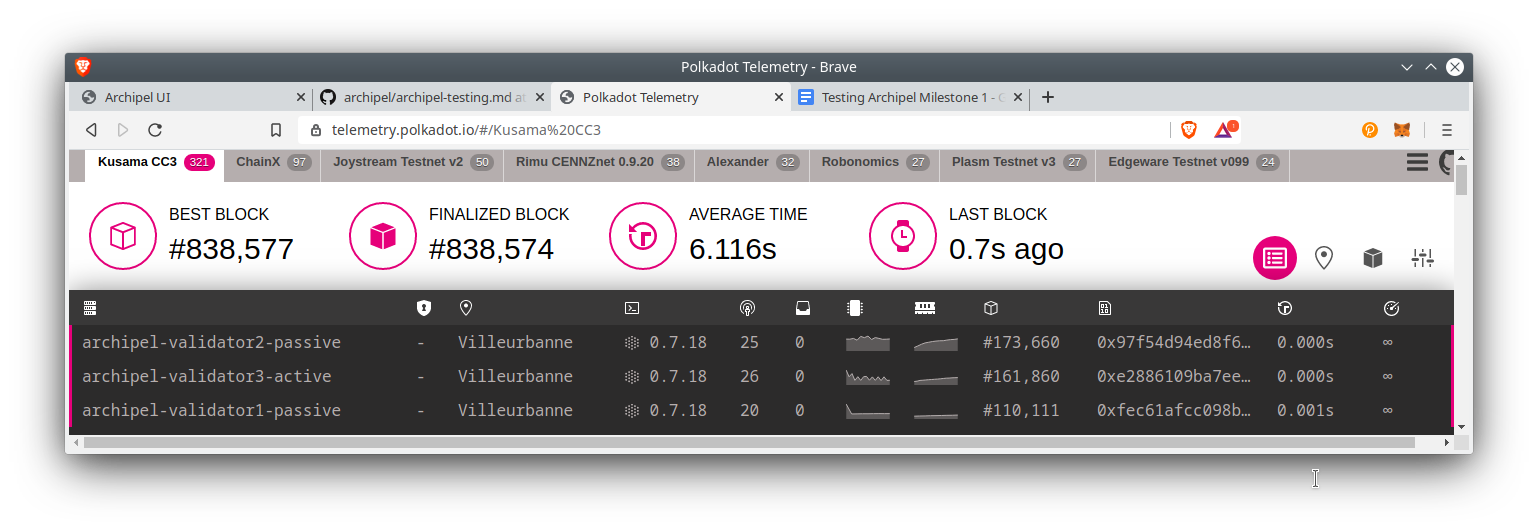 Polkadot Telemetry - Brave
Archipel UI
archipel/archipel-testing.md at
Polkadot Telemetry
Testing Archipel Milestone 1 - G
telemetry.polkadot.io/#/Kusama%20CC3
Kusama CC3 321 ChainX 97 Joystream Testnet v2 50 Rimu CENNZnet 0.9.20 38 Alexander 32 Robonomics 27 Plasm Testnet v3 27 Edgeware Testnet v099 24
BEST BLOCK
#838,577
FINALIZED BLOCK
#838,574
AVERAGE TIME
6.116s
LAST BLOCK
0.7s ago
archipel-validator2-passive - Villeurbanne 0.7.18 25 0 #173,660 0x97f54d94ed8f6… 0.000s ∞
archipel-validator3-active - Villeurbanne 0.7.18 26 0 #161,860 0xe2886109ba7ee… 0.000s ∞
archipel-validator1-passive - Villeurbanne 0.7.18 20 0 #110,111 0xfec61afcc098b… 0.001s ∞